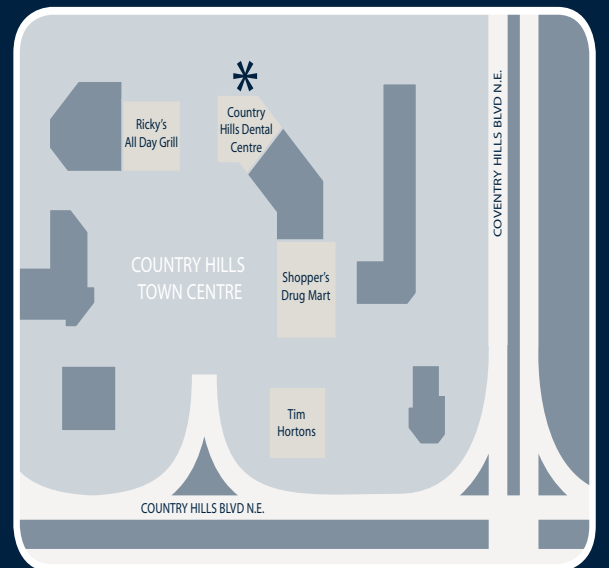 *
Country
Hills Dental
Centre
Ricky's
All Day Grill
COVENTRY HILLS BLVD N.E.
COUNTRY HILLS
TOWN CENTRE
Shopper's
Drug Mart
Tim
Hortons
COUNTRY HILLS BLVD N.E.